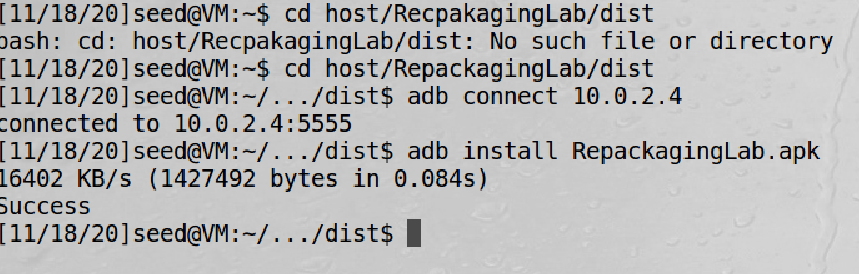 [11/18/20]seed@VM:~$ cd host/RecpakagingLab/dist
bash: cd: host/RecpakagingLab/dist: No such file or directory
[11/18/20]seed@VM:~$ cd host/RepackagingLab/dist
[11/18/20]seed@VM:~/.../dist$ adb connect 10.0.2.4
connected to 10.0.2.4:5555
[11/18/20]seed@VM:~/.../dist$ adb install RepackagingLab.apk
16402 KB/s (1427492 bytes in 0.084s)
Success
[11/18/20]seed@VM:~/.../dist$